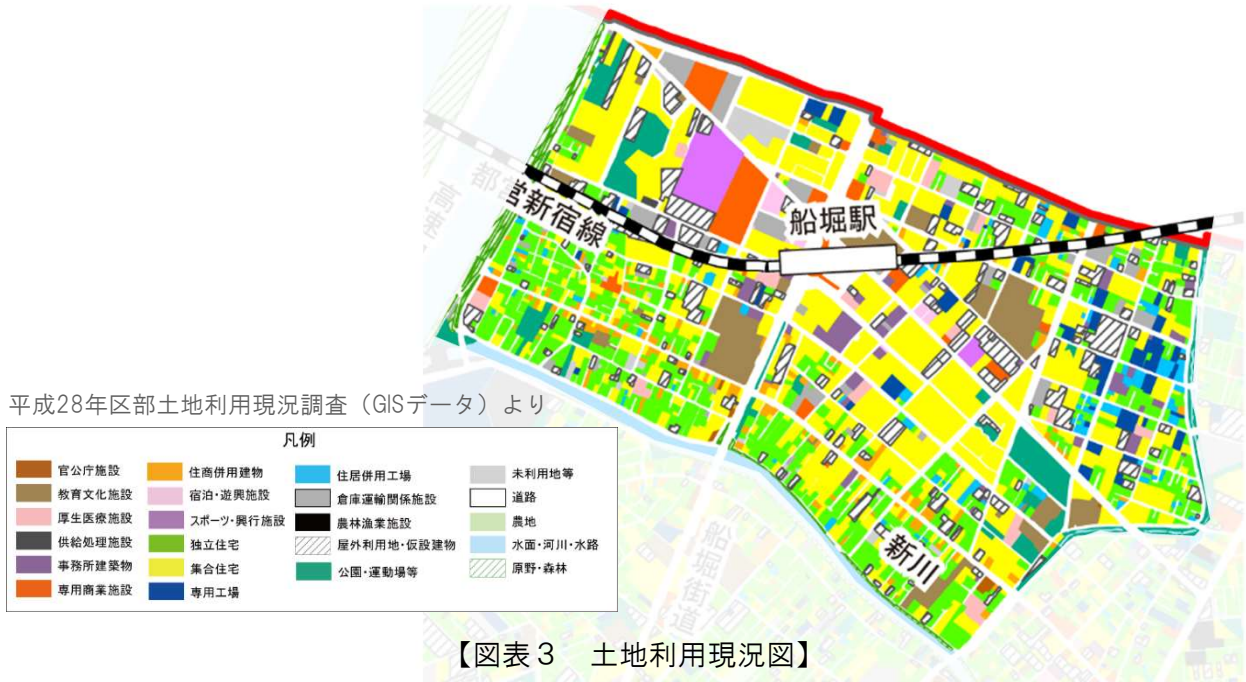 都営新宿線
高速
船堀駅
新川
船堀街道
平成28年区部土地利用現況調査（GISデータ）より
凡例
官公庁施設
教育文化施設
厚生医療施設
供給処理施設
事務所建築物
専用商業施設
住商併用建物
宿泊・遊興施設
スポーツ・興行施設
独立住宅
集合住宅
専用工場
住居併用工場
倉庫運輸関係施設
農林漁業施設
屋外利用地・仮設建物
公園・運動場等
未利用地等
道路
農地
水面・河川・水路
原野・森林
【図表３　土地利用現況図】